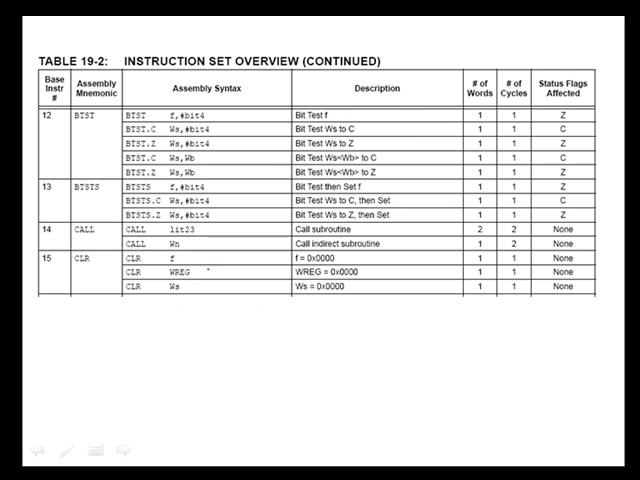 TABLE 19-2: INSTRUCTION SET OVERVIEW (CONTINUED)
Base Instr # Assembly Mnemonic Assembly Syntax Description # of Words # of Cycles Status Flags Affected
12 BTST BTST f,#bit4 Bit Test f 1 1 Z
BTST.C Ws,#bit4 Bit Test Ws to C 1 1 C
BTST.Z Ws,#bit4 Bit Test Ws to Z 1 1 Z
BTST.C Ws,Wb Bit Test Ws<Wb> to C 1 1 C
BTST.Z Ws,Wb Bit Test Ws<Wb> to Z 1 1 Z
13 BTSTS BTSTS f,#bit4 Bit Test then Set f 1 1 Z
BTSTS.C Ws,#bit4 Bit Test Ws to C, then Set 1 1 C
BTSTS.Z Ws,#bit4 Bit Test Ws to Z, then Set 1 1 Z
14 CALL CALL lit23 Call subroutine 2 2 None
CALL Wn Call indirect subroutine 1 2 None
15 CLR CLR f f = 0x0000 1 1 None
CLR WREG WREG = 0x0000 1 1 None
CLR Ws Ws = 0x0000 1 1 None